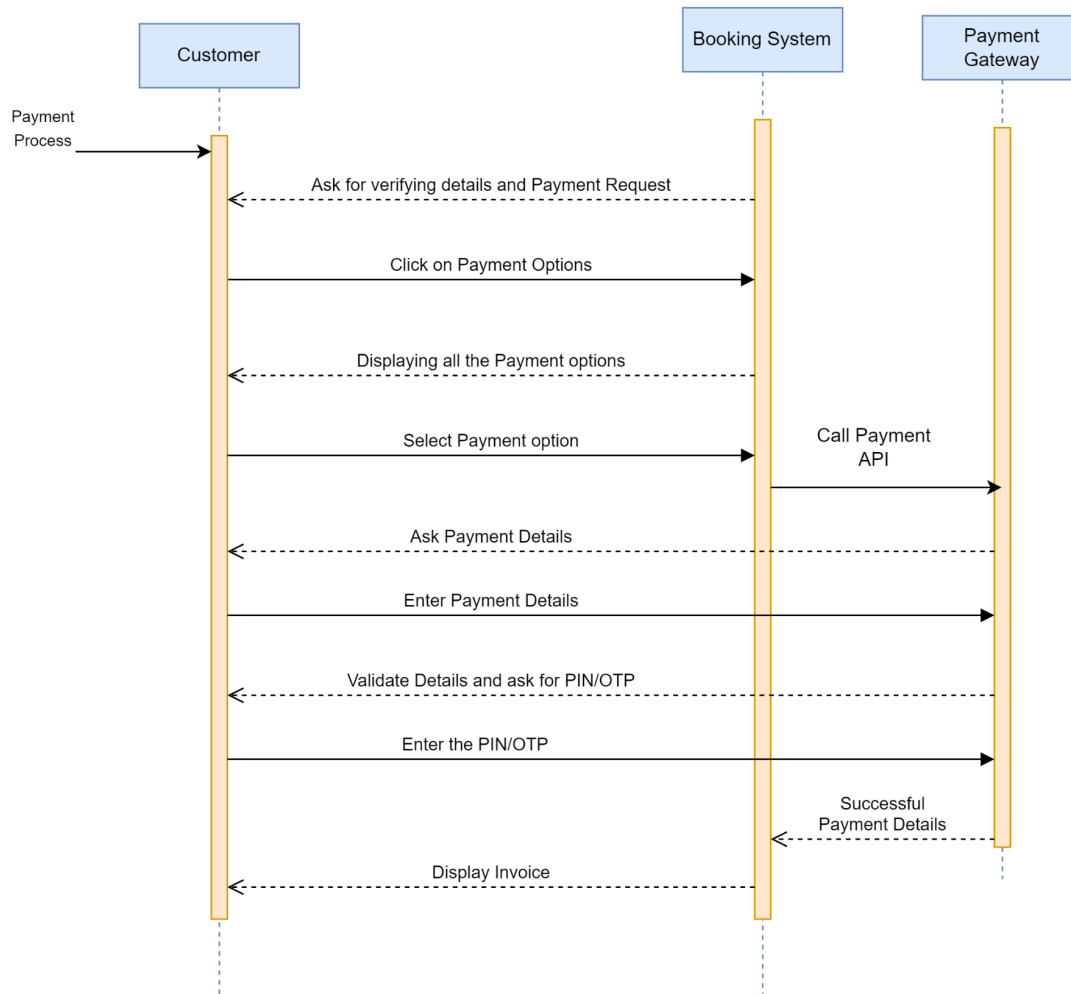 Customer
Booking System
Payment
Gateway
Payment
Process
Ask for verifying details and Payment Request
Click on Payment Options
Displaying all the Payment options
Select Payment option
Call Payment
API
Ask Payment Details
Enter Payment Details
Validate Details and ask for PIN/OTP
Enter the PIN/OTP
Successful
Payment Details
Display Invoice